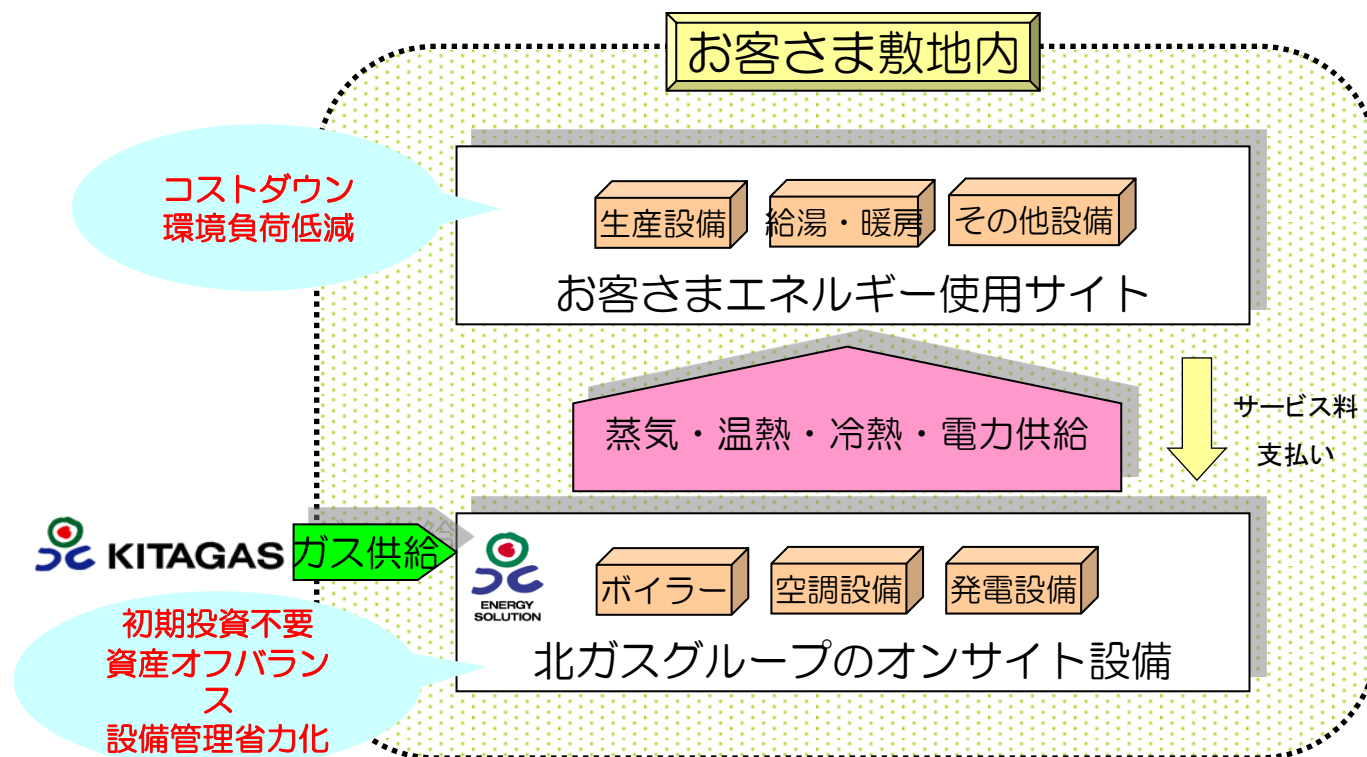 お客さま敷地内
コストダウン
環境負荷低減
生産設備
給湯・暖房
その他設備
お客さまエネルギー使用サイト
蒸気・温熱・冷熱・電力供給
サービス料
支払い
KITAGAS
ガス供給
ENERGY
SOLUTION
ボイラー
空調設備
発電設備
北ガスグループのオンサイト設備
初期投資不要
資産オフバラン
ス
設備管理省力化